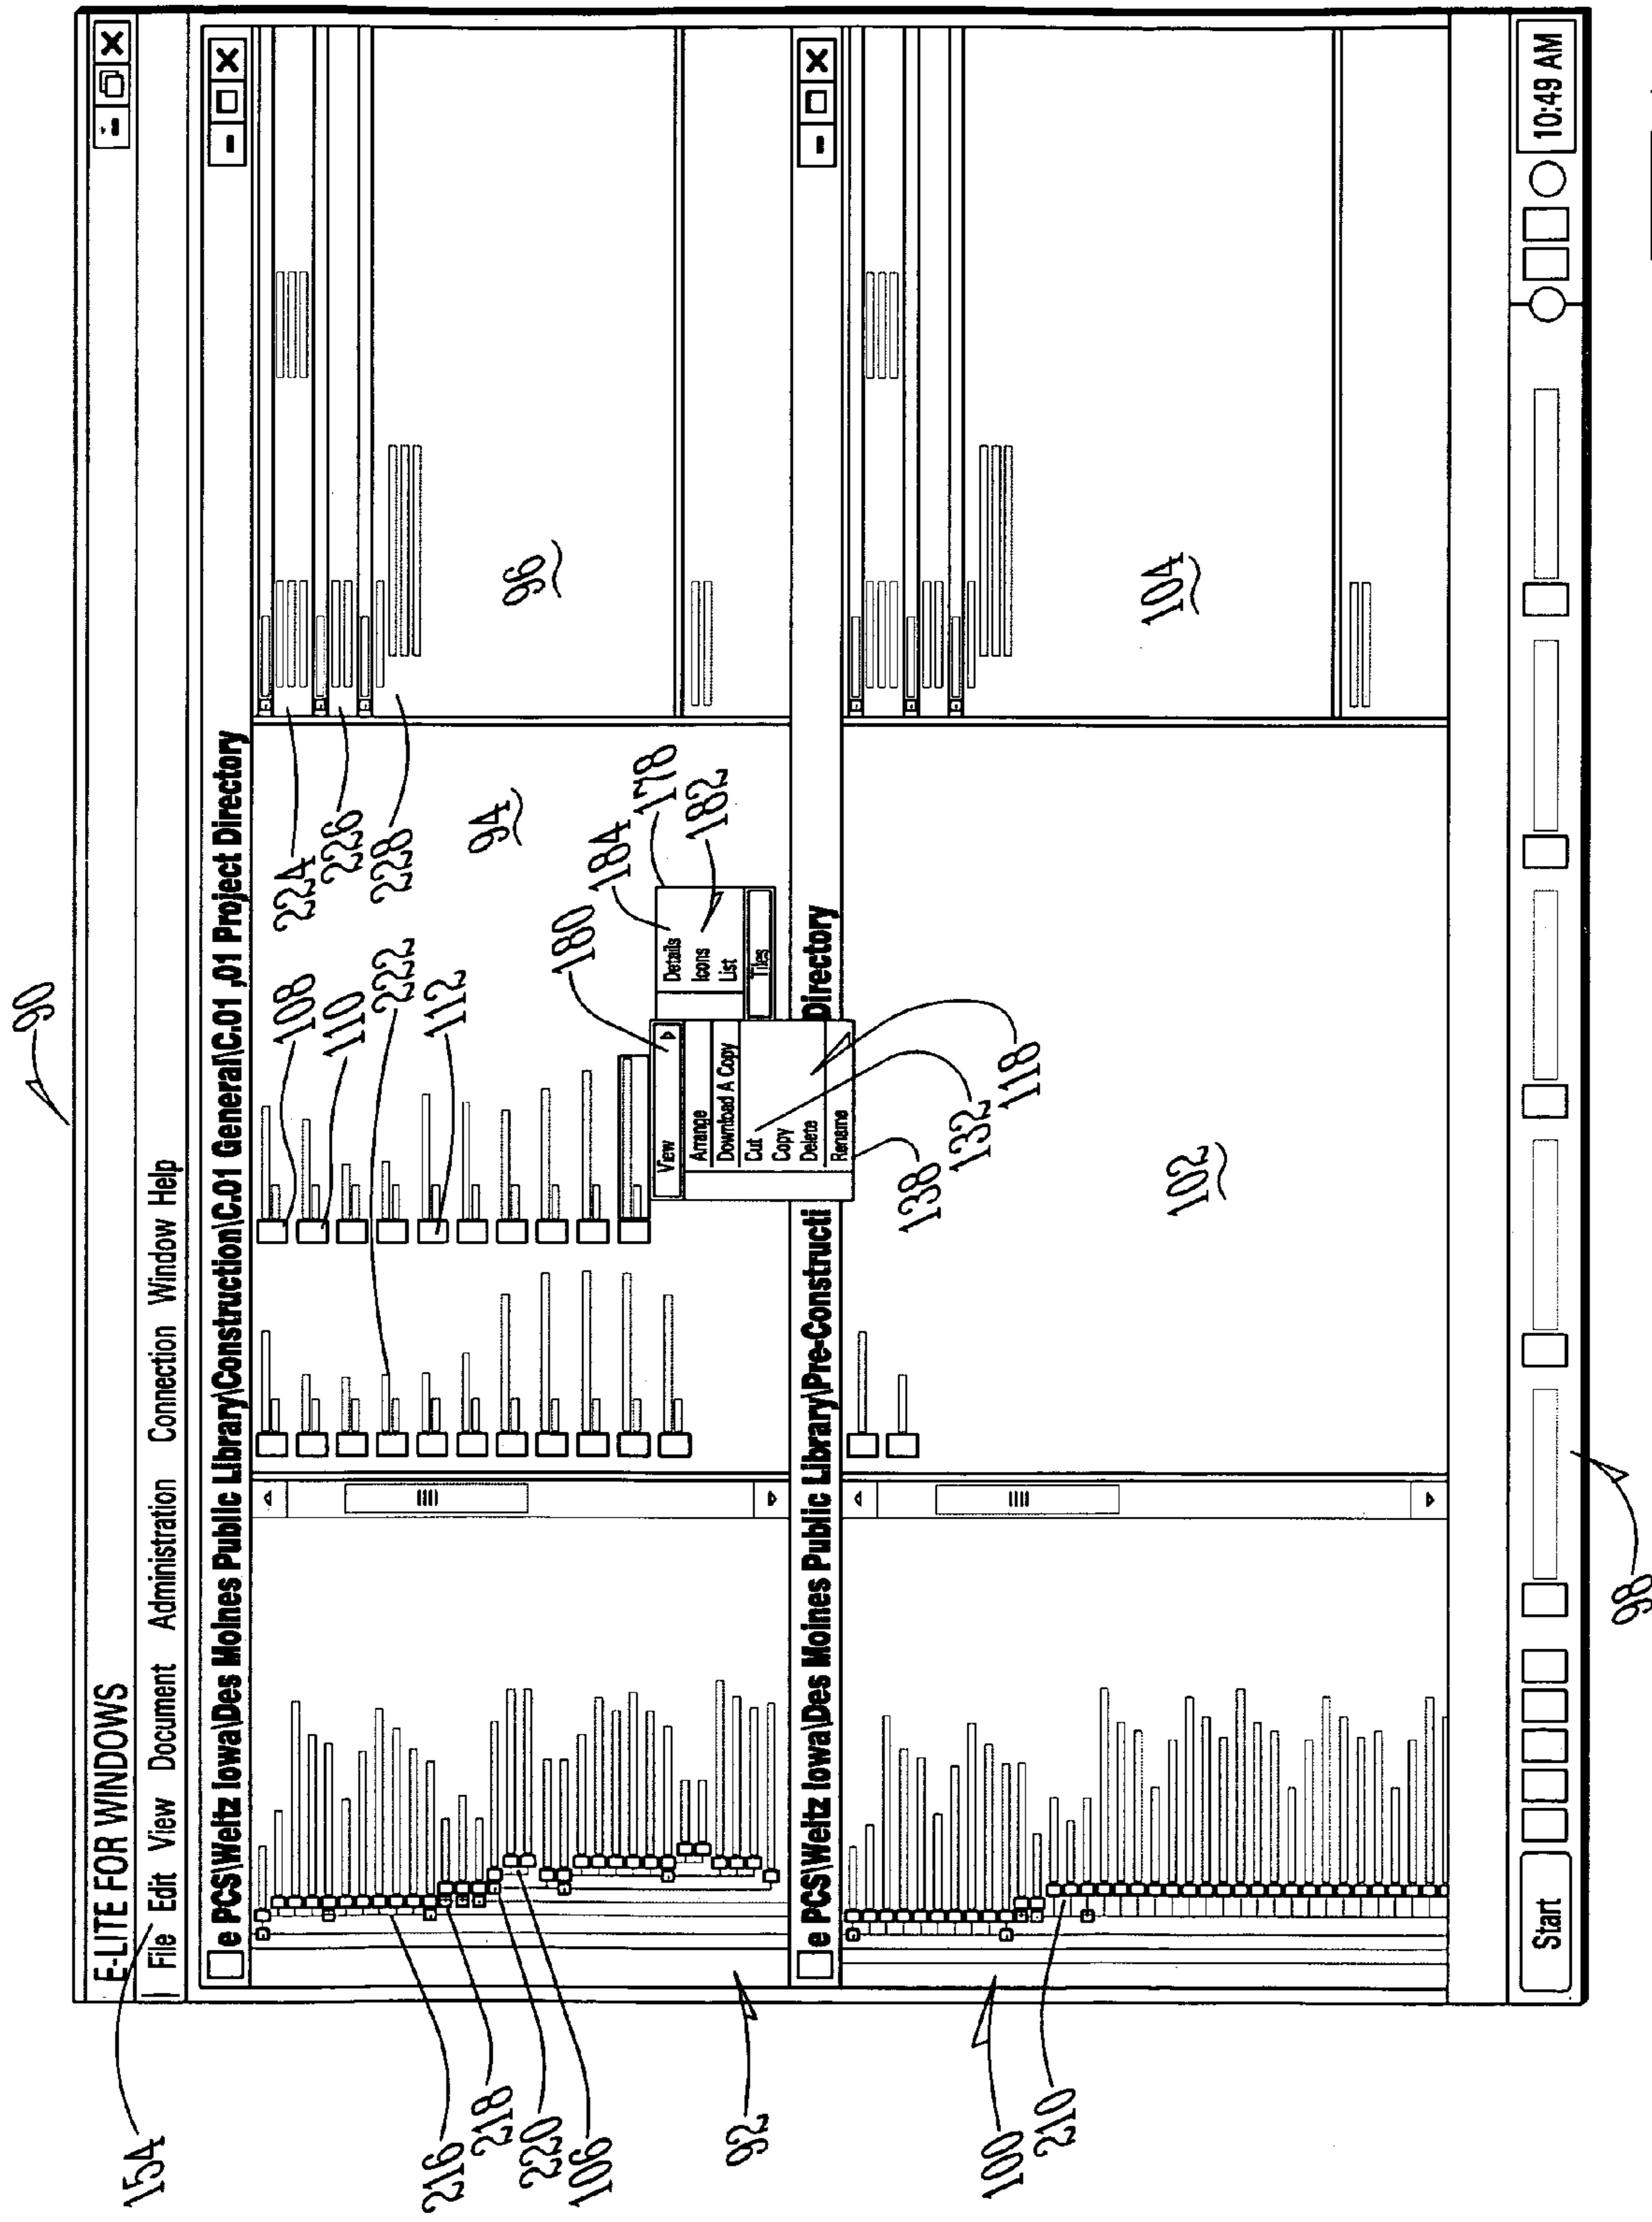 90
E-LITE FOR WINDOWS
154
File Edit View Document Administration Connection Window Help
e PCS\Weitz Iowa\Des Moines Public Library\Construction\C.01 General\C.01 ,01 Project Directory
216
218
220
106
92
108
110
222
112
224
226
228
94
96
180
184
178
182
View
Arrange
Download A Copy
Cut
Copy
Delete
Rename
Details
Icons
List
Tiles
138
132
118
e PCS\Weitz Iowa\Des Moines Public Library\Pre-Constructi
Directory
100
210
102
104
Start
10:49 AM
98